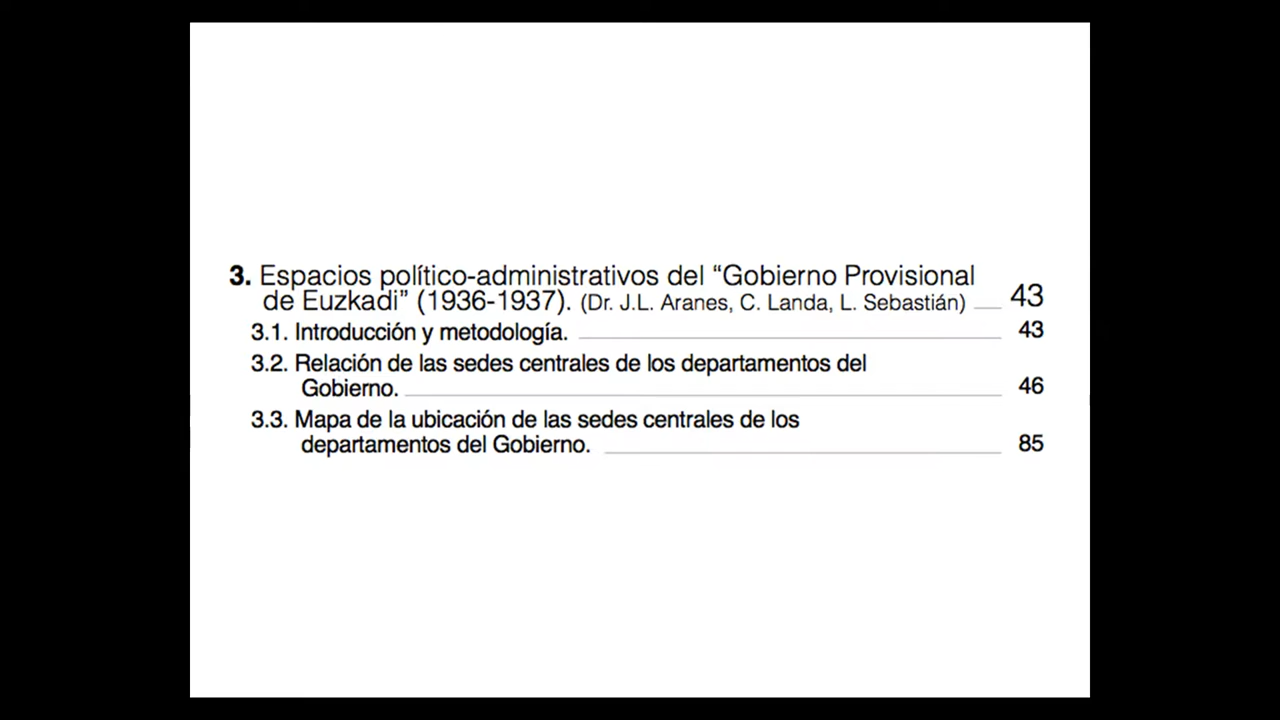 3. Espacios político-administrativos del “Gobierno Provisional
de Euzkadi” (1936-1937). (Dr. J.L. Aranes, C. Landa, L. Sebastián) 43
3.1. Introducción y metodología. 43
3.2. Relación de las sedes centrales de los departamentos del
Gobierno. 46
3.3. Mapa de la ubicación de las sedes centrales de los
departamentos del Gobierno. 85